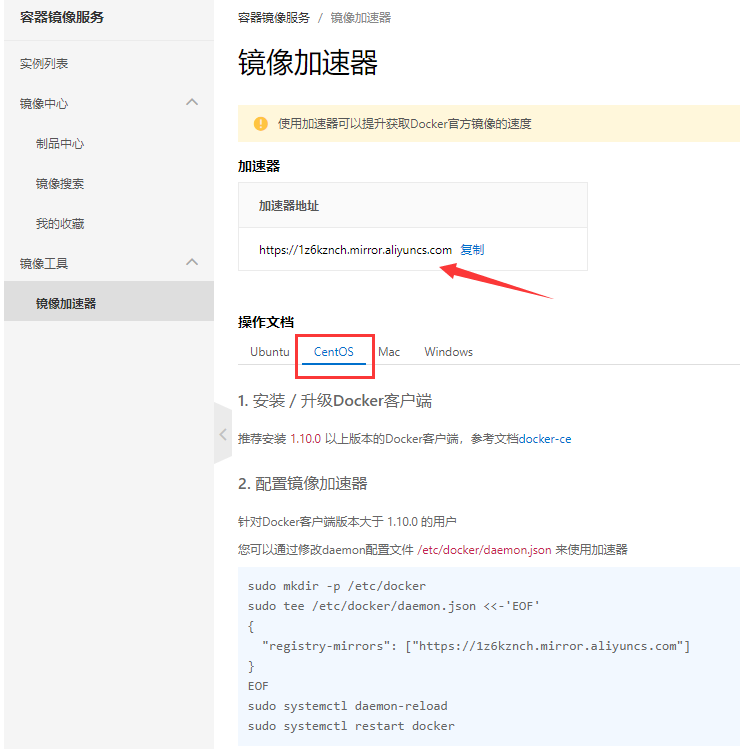 容器镜像服务
实例列表
镜像中心
制品中心
镜像搜索
我的收藏
镜像工具
镜像加速器
容器镜像服务 / 镜像加速器
镜像加速器
使用加速器可以提升获取Docker官方镜像的速度
加速器
加速器地址
https://1z6kznch.mirror.aliyuncs.com 复制
操作文档
Ubuntu CentOS Mac Windows
1. 安装 / 升级Docker客户端
推荐安装 1.10.0 以上版本的Docker客户端，参考文档docker-ce
2. 配置镜像加速器
针对Docker客户端版本大于 1.10.0 的用户
您可以通过修改daemon配置文件 /etc/docker/daemon.json 来使用加速器
sudo mkdir -p /etc/docker
sudo tee /etc/docker/daemon.json <<-'EOF'
{
  "registry-mirrors": ["https://1z6kznch.mirror.aliyuncs.com"]
}
EOF
sudo systemctl daemon-reload
sudo systemctl restart docker